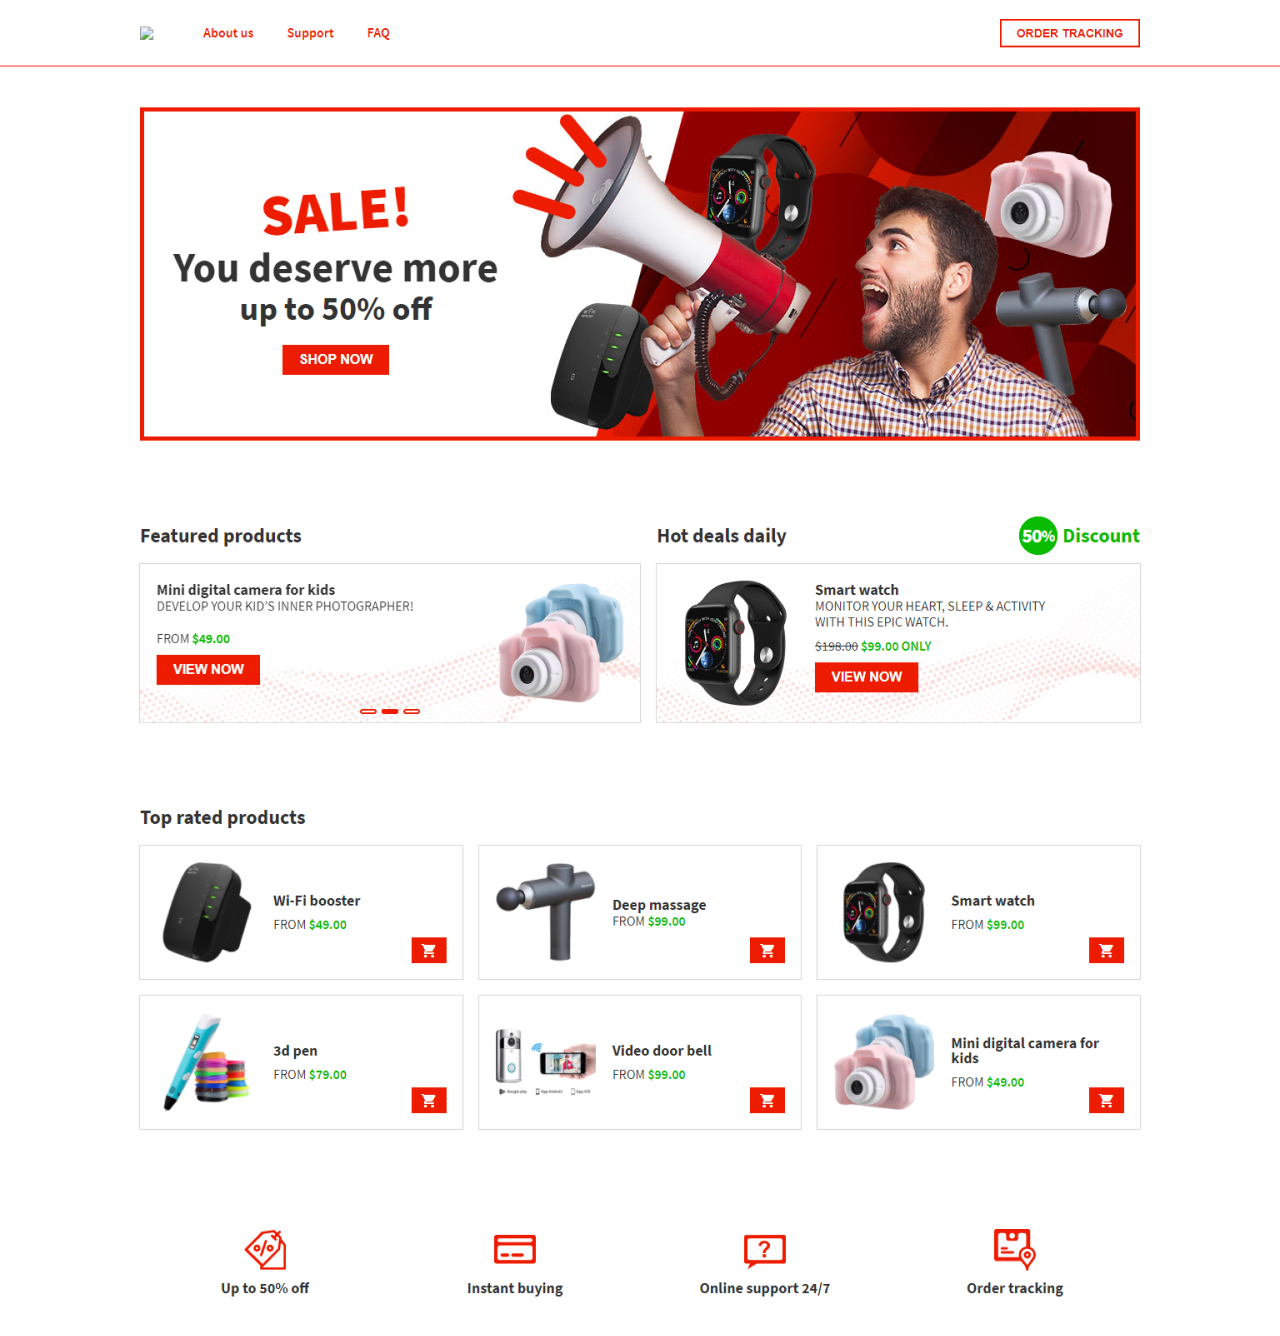 About us
Support
FAQ
ORDER TRACKING
SALE!
You deserve more
up to 50% off
SHOP NOW
Featured products
Hot deals daily
50% Discount
Mini digital camera for kids
DEVELOP YOUR KID'S INNER PHOTOGRAPHER!
FROM $49.00
VIEW NOW
Smart watch
MONITOR YOUR HEART, SLEEP & ACTIVITY
WITH THIS EPIC WATCH.
$198.00 $99.00 ONLY
VIEW NOW
Top rated products
Wi-Fi booster
FROM $49.00
Deep massage
FROM $99.00
Smart watch
FROM $99.00
3d pen
FROM $79.00
Video door bell
FROM $99.00
Mini digital camera for
kids
FROM $49.00
Up to 50% off
Instant buying
Online support 24/7
Order tracking